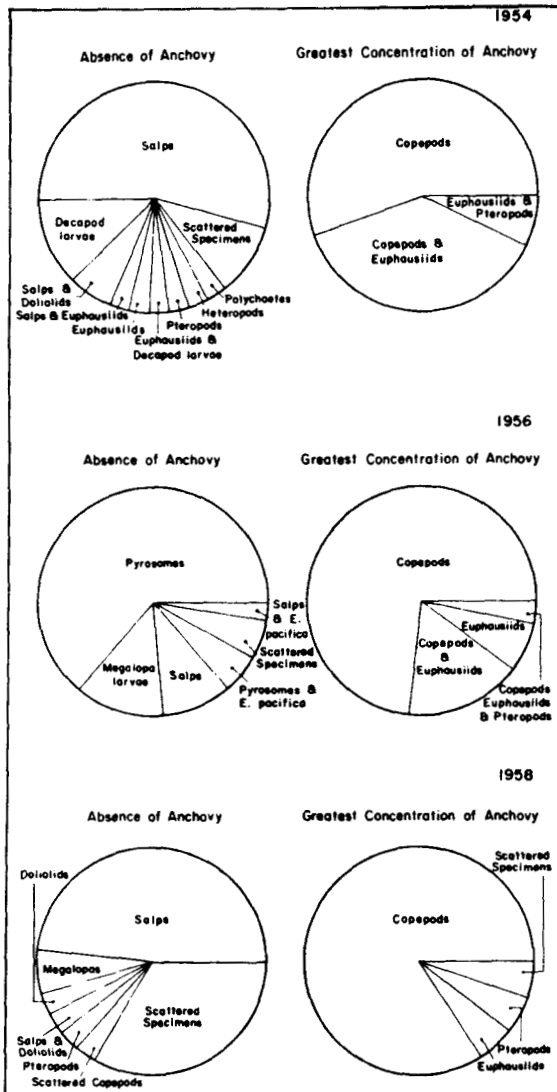 1954
Absence of Anchovy
Greatest Concentration of Anchovy
Salps
Decapod
larvae
Scattered
Specimens
Salps &
Doliolids
Salps & Euphausiids
Euphausiids
Euphausiids &
Decapod larvae
Pteropods
Heteropods
Polychaetes
Copepods
Euphausiids &
Pteropods
Copepods &
Euphausiids
1956
Absence of Anchovy
Greatest Concentration of Anchovy
Pyrosomes
Salps
& E.
pacifica
Scattered
Specimens
Megalopa
larvae
Salps
Pyrosomes &
E. pacifica
Copepods
Euphausiids
Copepods
&
Euphausiids
Copepods
Euphausiids
& Pteropods
1958
Absence of Anchovy
Greatest Concentration of Anchovy
Doliolids
Salps
Megalopas
Scattered
Specimens
Salps &
Doliolids
Pteropods
Scattered Copepods
Scattered
Specimens
Copepods
Pteropods
Euphausiids